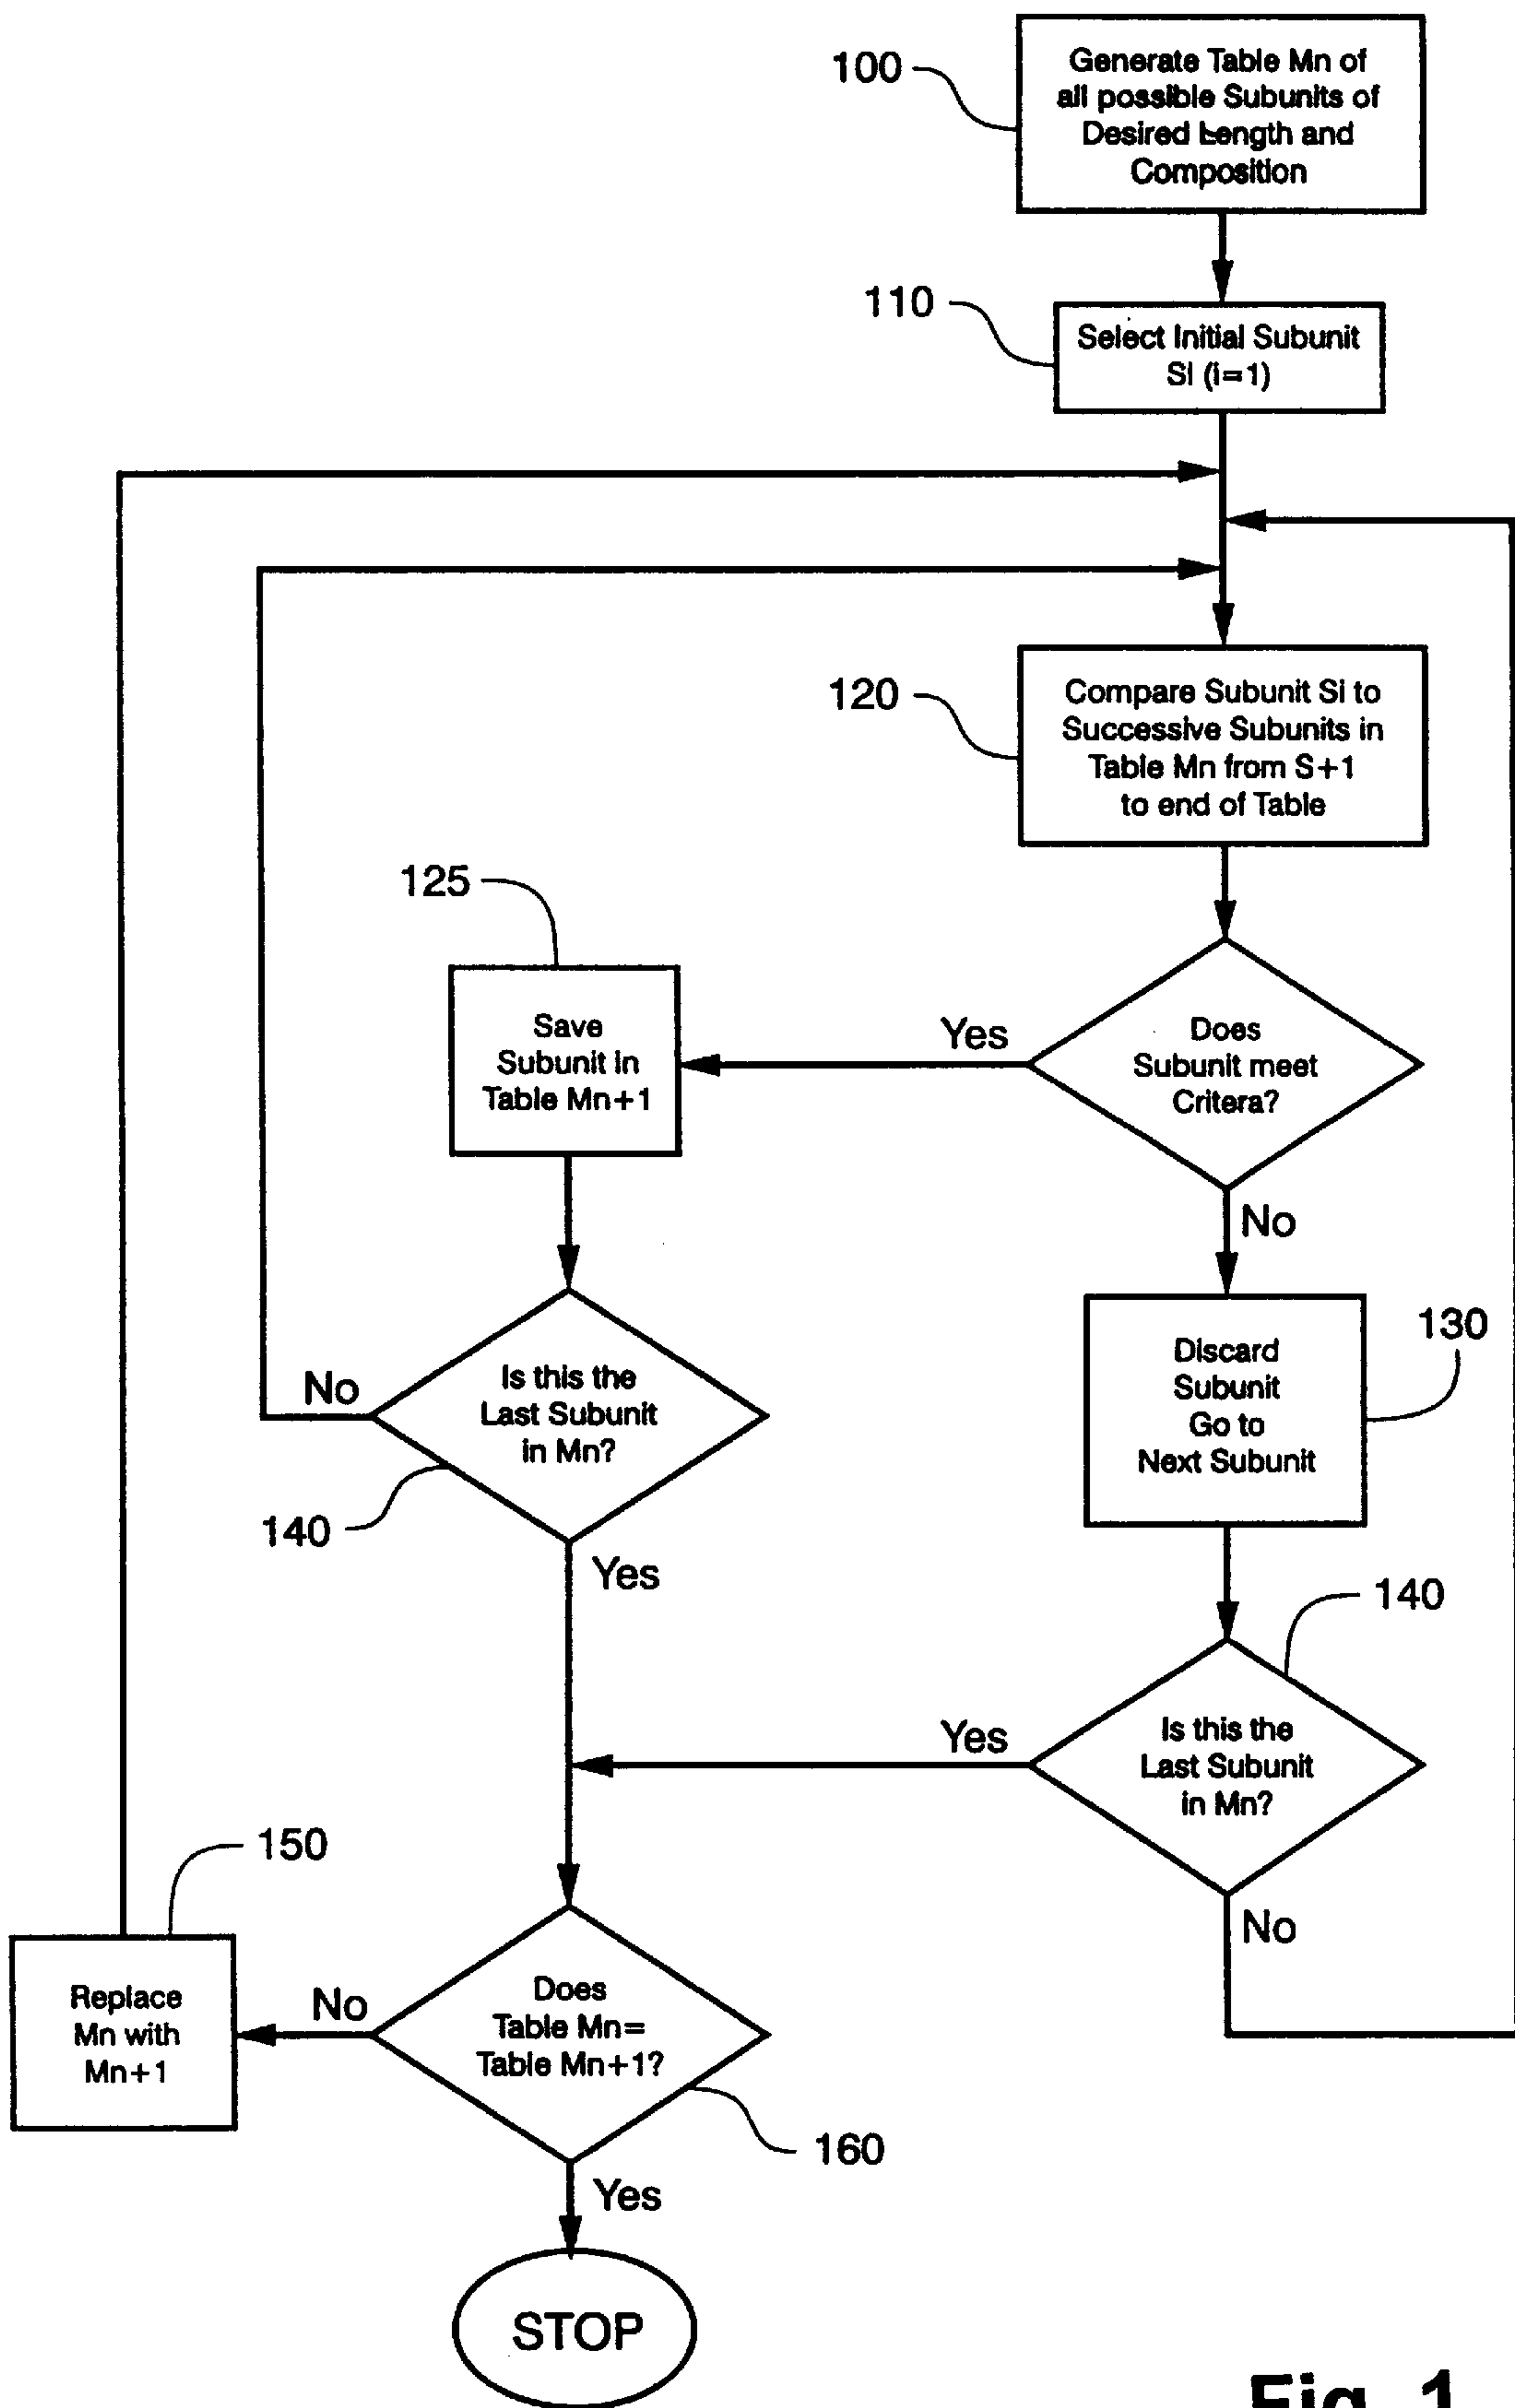 100
Generate Table Mn of
all possible Subunits of
Desired Length and
Composition
110
Select Initial Subunit
Si (i=1)
120
Compare Subunit Si to
Successive Subunits in
Table Mn from S+1
to end of Table
125
Save
Subunit in
Table Mn+1
Yes
Does
Subunit meet
Critera?
No
130
Discard
Subunit
Go to
Next Subunit
No
Is this the
Last Subunit
in Mn?
140
Yes
140
Yes
Is this the
Last Subunit
in Mn?
No
150
Replace
Mn with
Mn+1
No
Does
Table Mn=
Table Mn+1?
160
Yes
STOP
Fig. 1